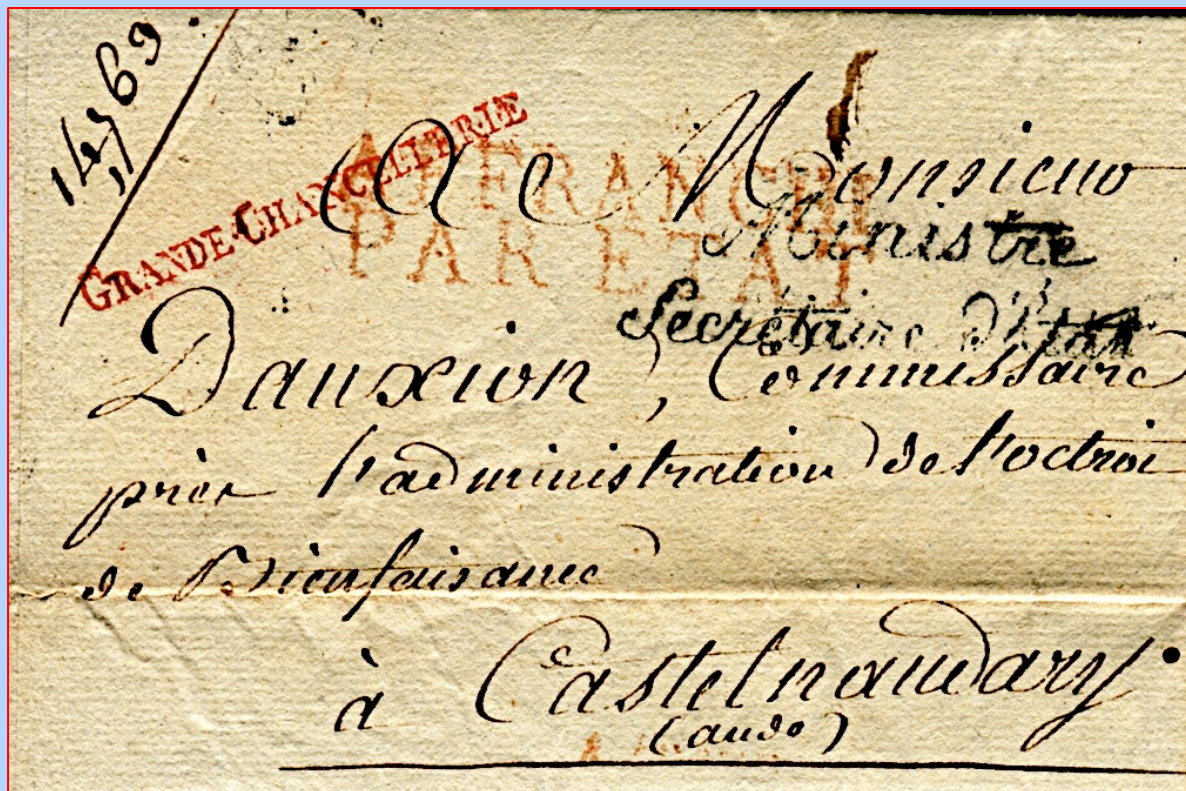 14769
GRANDE-CHANCELLERIE
AFFRANCHI
PAR ETAT
A Monsieur
Ministre
Secrétaire d'Etat
Dauxion, Commissaire
près l'administration de l'octroi
de Bienfaisance
à Castelnaudary.
(aude)